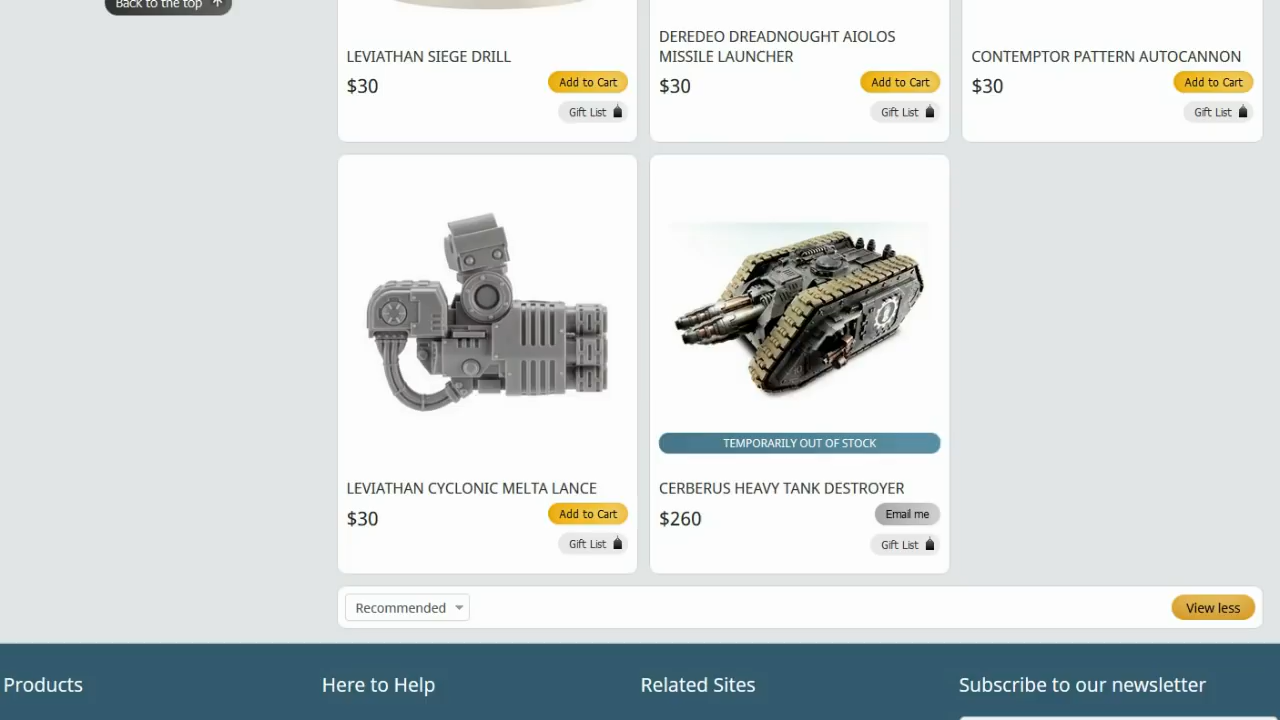 Back to the top
LEVIATHAN SIEGE DRILL
$30
Add to Cart
Gift List
DEREDEO DREADNOUGHT AIOLOS
MISSILE LAUNCHER
$30
Add to Cart
Gift List
CONTEMPTOR PATTERN AUTOCANNON
$30
Add to Cart
Gift List
LEVIATHAN CYCLONIC MELTA LANCE
$30
Add to Cart
Gift List
TEMPORARILY OUT OF STOCK
CERBERUS HEAVY TANK DESTROYER
$260
Email me
Gift List
Recommended
View less
Products
Here to Help
Related Sites
Subscribe to our newsletter